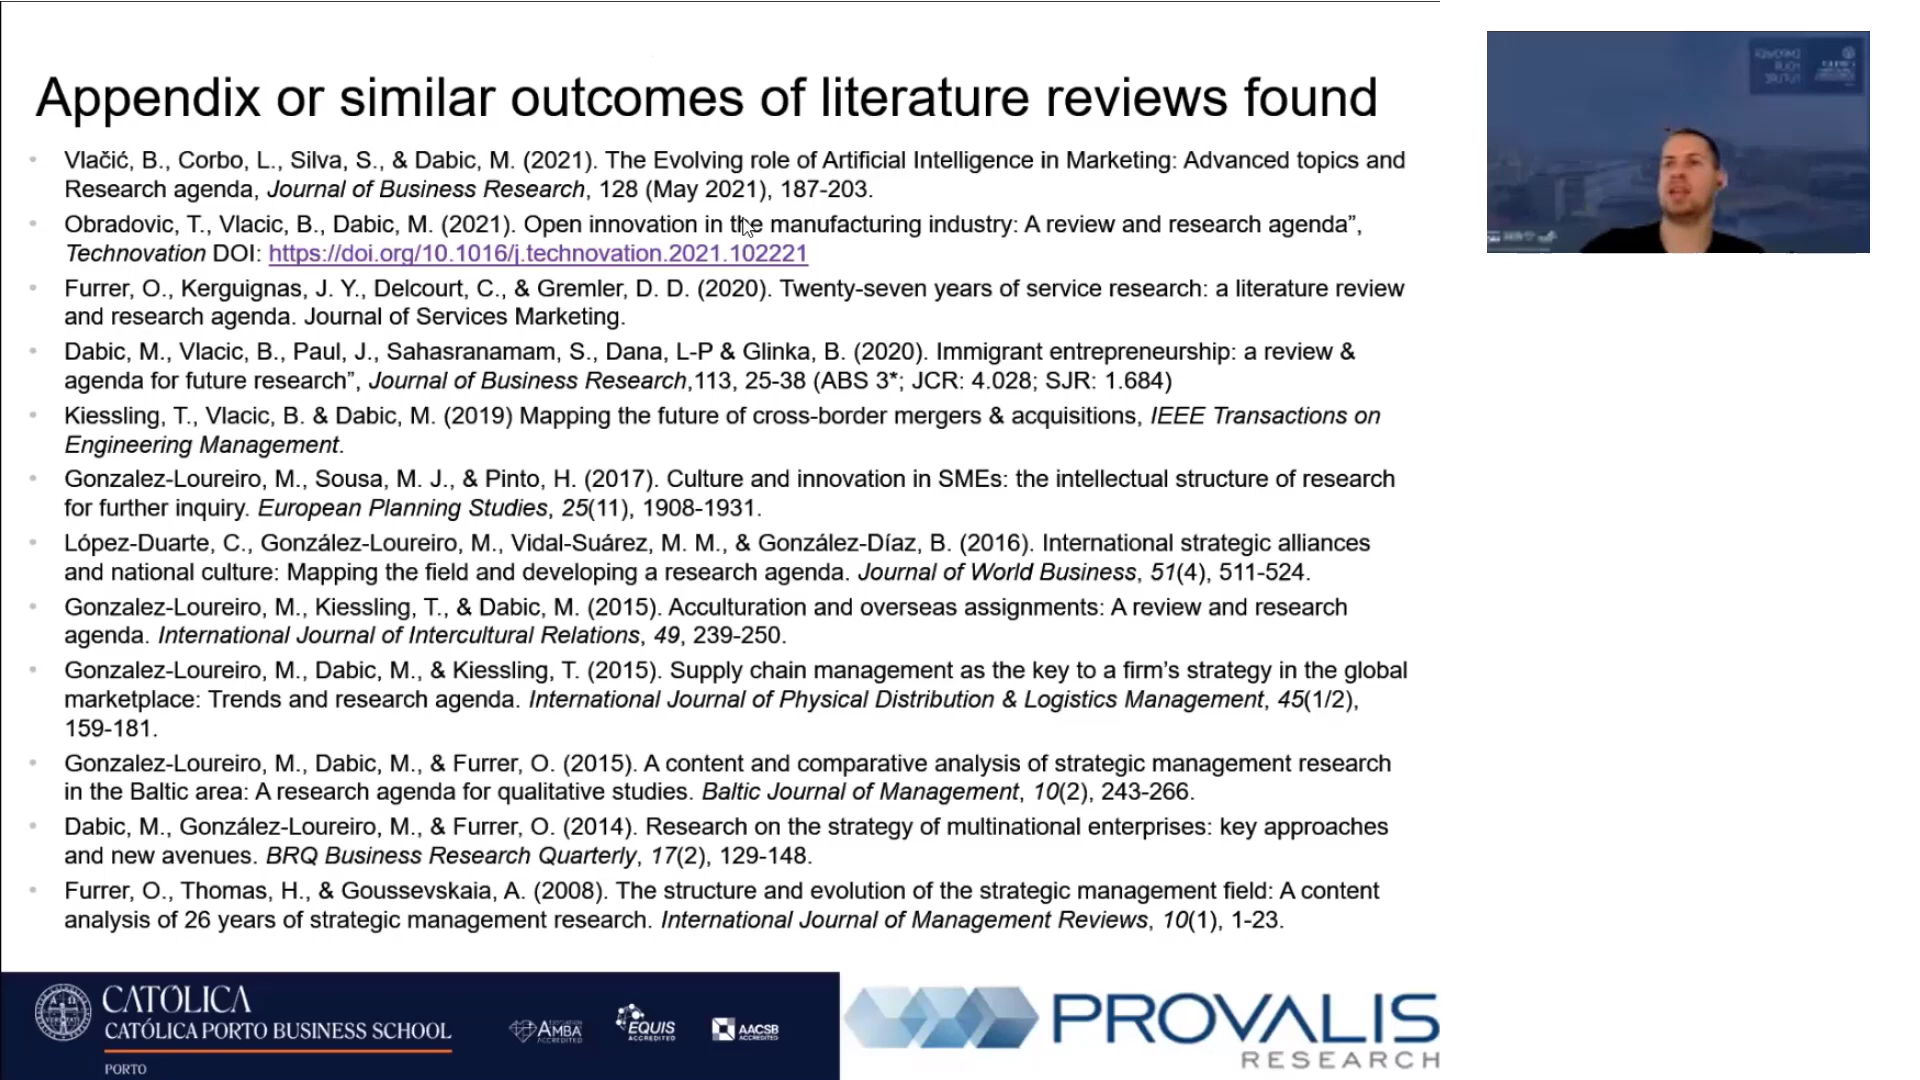 Appendix or similar outcomes of literature reviews found
Vlačić, B., Corbo, L., Silva, S., & Dabic, M. (2021). The Evolving role of Artificial Intelligence in Marketing: Advanced topics and
Research agenda, Journal of Business Research, 128 (May 2021), 187-203.
Obradovic, T., Vlacic, B., Dabic, M. (2021). Open innovation in the manufacturing industry: A review and research agenda”,
Technovation DOI: https://doi.org/10.1016/j.technovation.2021.102221
Furrer, O., Kerguignas, J. Y., Delcourt, C., & Gremler, D. D. (2020). Twenty-seven years of service research: a literature review
and research agenda. Journal of Services Marketing.
Dabic, M., Vlacic, B., Paul, J., Sahasranamam, S., Dana, L-P & Glinka, B. (2020). Immigrant entrepreneurship: a review &
agenda for future research”, Journal of Business Research,113, 25-38 (ABS 3*; JCR: 4.028; SJR: 1.684)
Kiessling, T., Vlacic, B. & Dabic, M. (2019) Mapping the future of cross-border mergers & acquisitions, IEEE Transactions on
Engineering Management.
Gonzalez-Loureiro, M., Sousa, M. J., & Pinto, H. (2017). Culture and innovation in SMEs: the intellectual structure of research
for further inquiry. European Planning Studies, 25(11), 1908-1931.
López-Duarte, C., González-Loureiro, M., Vidal-Suárez, M. M., & González-Díaz, B. (2016). International strategic alliances
and national culture: Mapping the field and developing a research agenda. Journal of World Business, 51(4), 511-524.
Gonzalez-Loureiro, M., Kiessling, T., & Dabic, M. (2015). Acculturation and overseas assignments: A review and research
agenda. International Journal of Intercultural Relations, 49, 239-250.
Gonzalez-Loureiro, M., Dabic, M., & Kiessling, T. (2015). Supply chain management as the key to a firm’s strategy in the global
marketplace: Trends and research agenda. International Journal of Physical Distribution & Logistics Management, 45(1/2),
159-181.
Gonzalez-Loureiro, M., Dabic, M., & Furrer, O. (2015). A content and comparative analysis of strategic management research
in the Baltic area: A research agenda for qualitative studies. Baltic Journal of Management, 10(2), 243-266.
Dabic, M., González-Loureiro, M., & Furrer, O. (2014). Research on the strategy of multinational enterprises: key approaches
and new avenues. BRQ Business Research Quarterly, 17(2), 129-148.
Furrer, O., Thomas, H., & Goussevskaia, A. (2008). The structure and evolution of the strategic management field: A content
analysis of 26 years of strategic management research. International Journal of Management Reviews, 10(1), 1-23.
CATÓLICA
CATÓLICA PORTO BUSINESS SCHOOL
PORTO
AMBA
ACCREDITED
EQUIS
ACCREDITED
AACSB
ACCREDITED
PROVALIS
RESEARCH